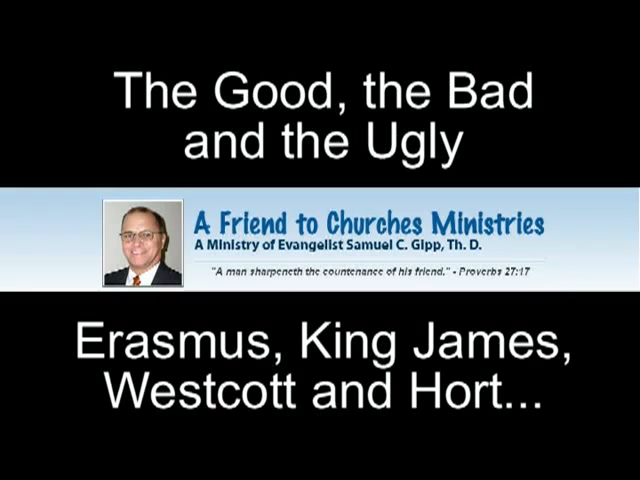 The Good, the Bad
and the Ugly
A Friend to Churches Ministries
A Ministry of Evangelist Samuel C. Gipp, Th. D.
"A man sharpeneth the countenance of his friend." - Proverbs 27:17
Erasmus, King James,
Westcott and Hort...